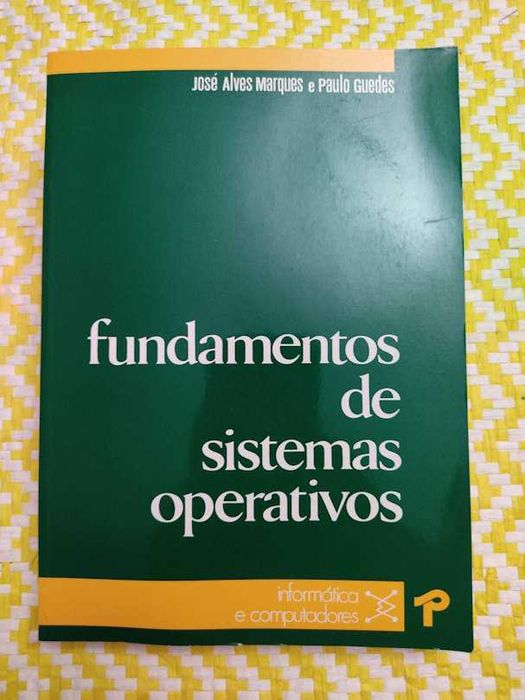 José Alves Marques e Paulo Guedes
fundamentos
de
sistemas
operativos
informática
e computadores
P